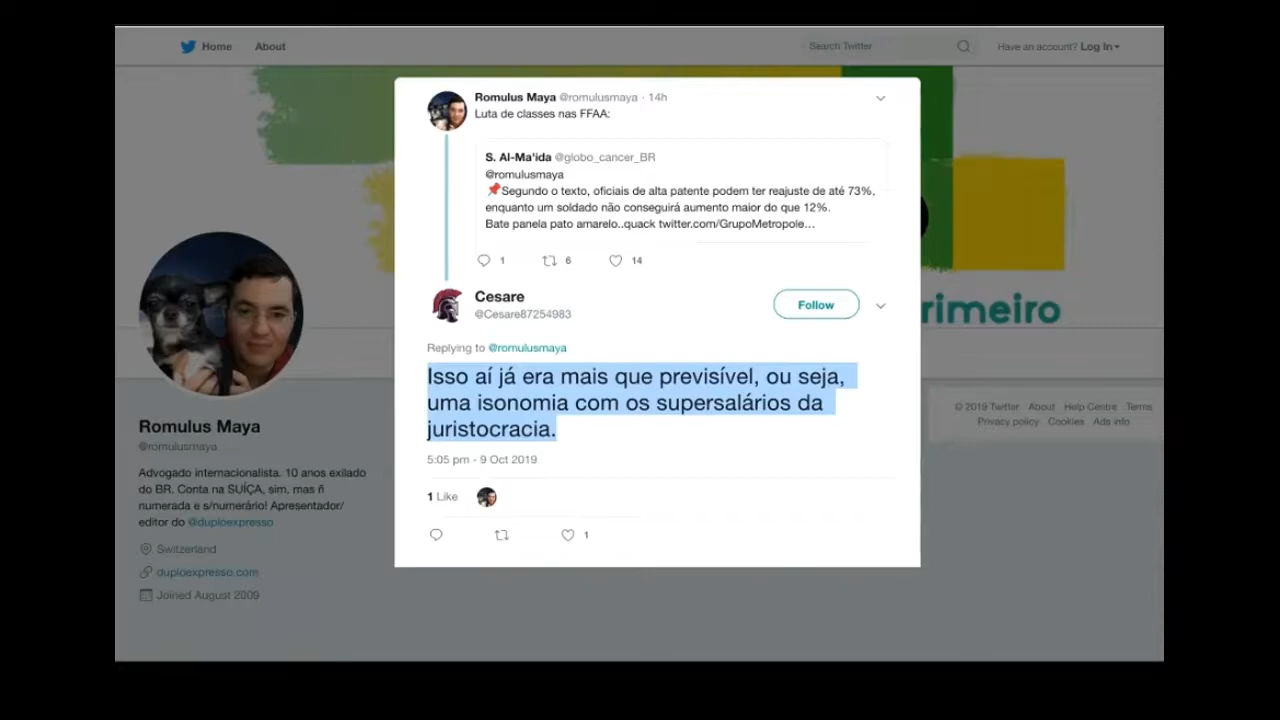 Home About Search Twitter Have an account? Log In
Romulus Maya @romulusmaya · 14h
Luta de classes nas FFAA:
S. Al-Ma'ida @globo_cancer_BR
@romulusmaya
📌Segundo o texto, oficiais de alta patente podem ter reajuste de até 73%,
enquanto um soldado não conseguirá aumento maior do que 12%.
Bate panela pato amarelo..quack twitter.com/GrupoMetropole…
1 6 14
Cesare
@Cesare87254983
Follow
Replying to @romulusmaya
Isso aí já era mais que previsível, ou seja,
uma isonomia com os supersalários da
juristocracia.
5:05 pm - 9 Oct 2019
1 Like
1
rimeiro
Romulus Maya
@romulusmaya
Advogado internacionalista. 10 anos exilado
do BR. Conta na SUÍÇA, sim, mas ñ
numerada e s/numerário! Apresentador/
editor do @duploexpresso
Switzerland
duploexpresso.com
Joined August 2009
© 2019 Twitter About Help Centre Terms
Privacy policy Cookies Ads info